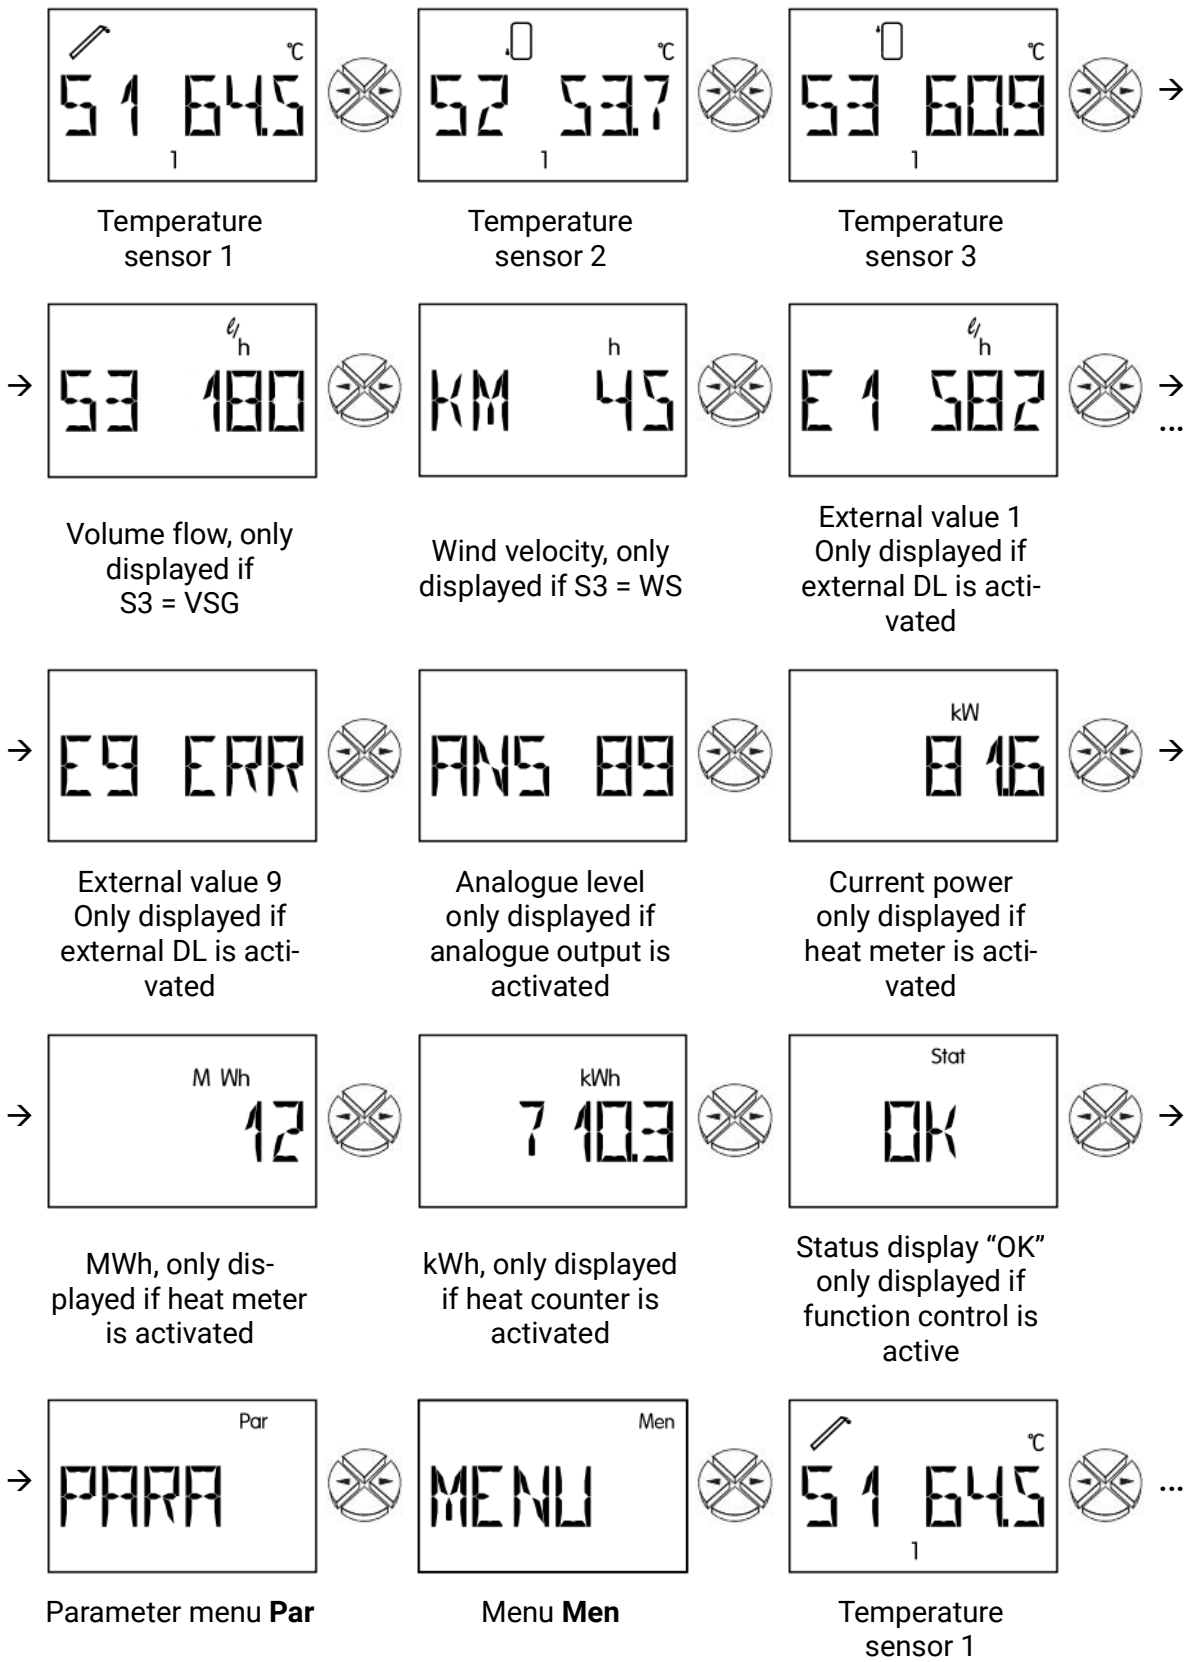 °C
S1 64.5
1
°C
S2 53.7
1
°C
S3 60.9
1
→
Temperature
sensor 1
Temperature
sensor 2
Temperature
sensor 3
→
l/h
S3 180
h
KM 45
l/h
E1 582
→
...
Volume flow, only
displayed if
S3 = VSG
Wind velocity, only
displayed if S3 = WS
External value 1
Only displayed if
external DL is acti-
vated
→
E9 ERR
ANS 89
kW
81.6
→
External value 9
Only displayed if
external DL is acti-
vated
Analogue level
only displayed if
analogue output is
activated
Current power
only displayed if
heat meter is acti-
vated
→
M Wh
12
kWh
710.3
Stat
OK
→
MWh, only dis-
played if heat meter
is activated
kWh, only displayed
if heat counter is
activated
Status display “OK”
only displayed if
function control is
active
→
Par
PARA
Men
MENU
°C
S1 64.5
1
...
Parameter menu Par
Menu Men
Temperature
sensor 1